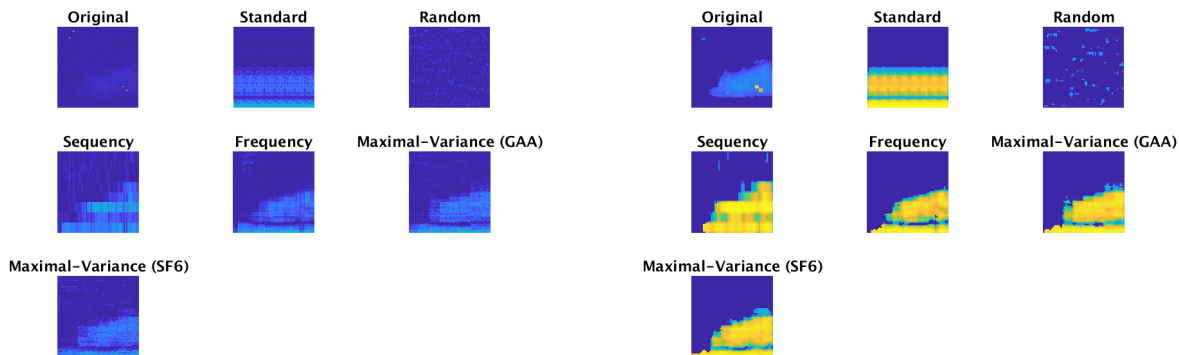 Original Standard Random Original Standard Random
Sequency Frequency Maximal-Variance (GAA) Sequency Frequency Maximal-Variance (GAA)
Maximal-Variance (SF6) Maximal-Variance (SF6)